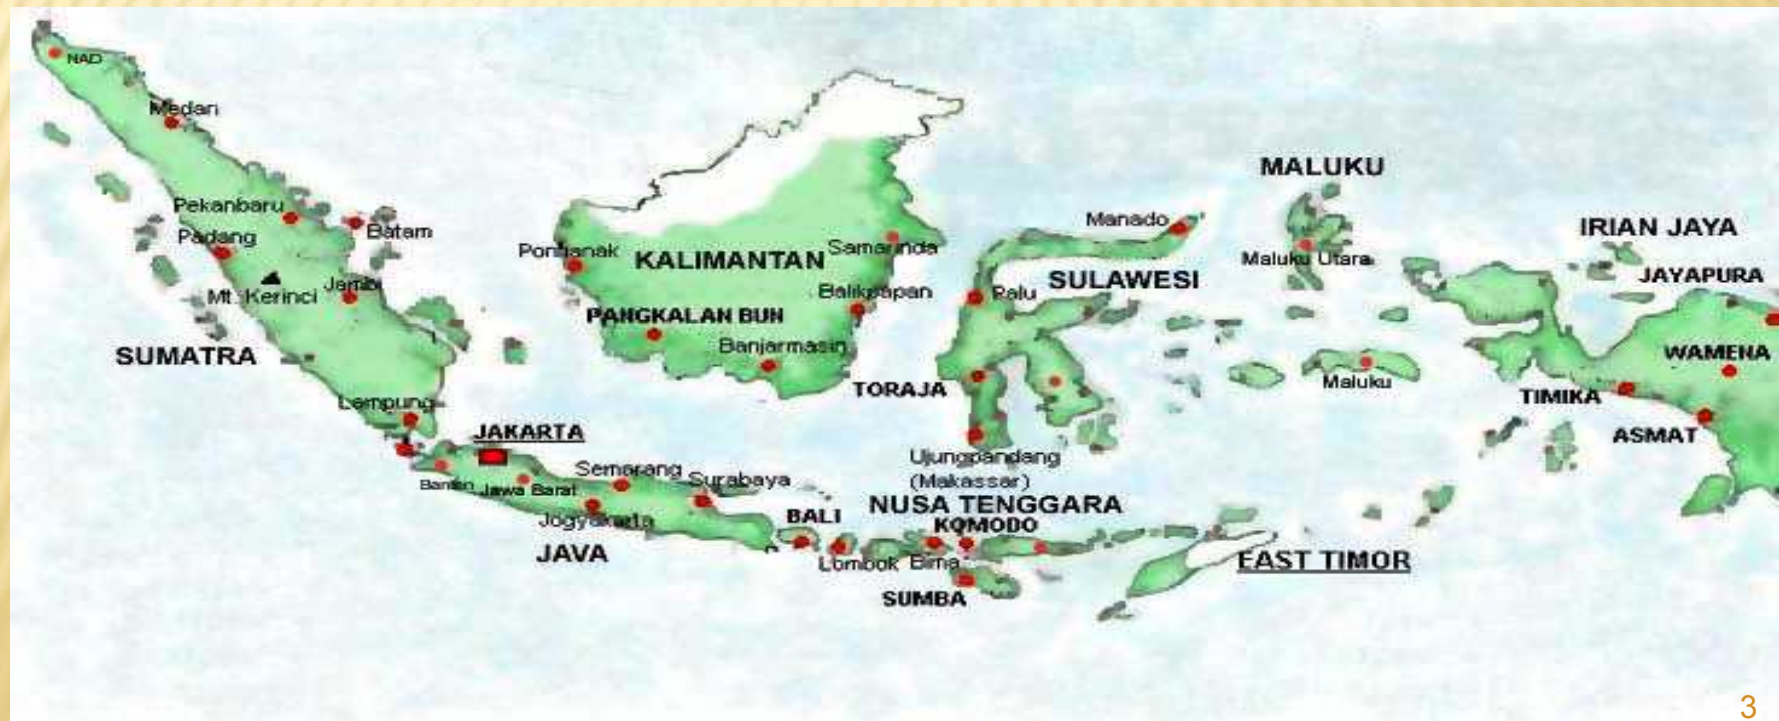 NAD
Medan
MALUKU
Pekanbaru
Batam
Manado
IRIAN JAYA
Padang
Pontianak
KALIMANTAN
Samarinda
Maluku Utara
SULAWESI
JAYAPURA
Mt. Kerinci
Jambi
Balikpapan
Palu
PANGKALAN BUN
SUMATRA
Banjarmasin
WAMENA
TORAJA
Maluku
TIMIKA
Lampung
ASMAT
JAKARTA
Ujungpandang
(Makassar)
Semarang
Surabaya
Banten
Jawa Barat
NUSA TENGGARA
BALI
KOMODO
Jogyakarta
JAVA
Lombok
Bima
EAST TIMOR
SUMBA
3